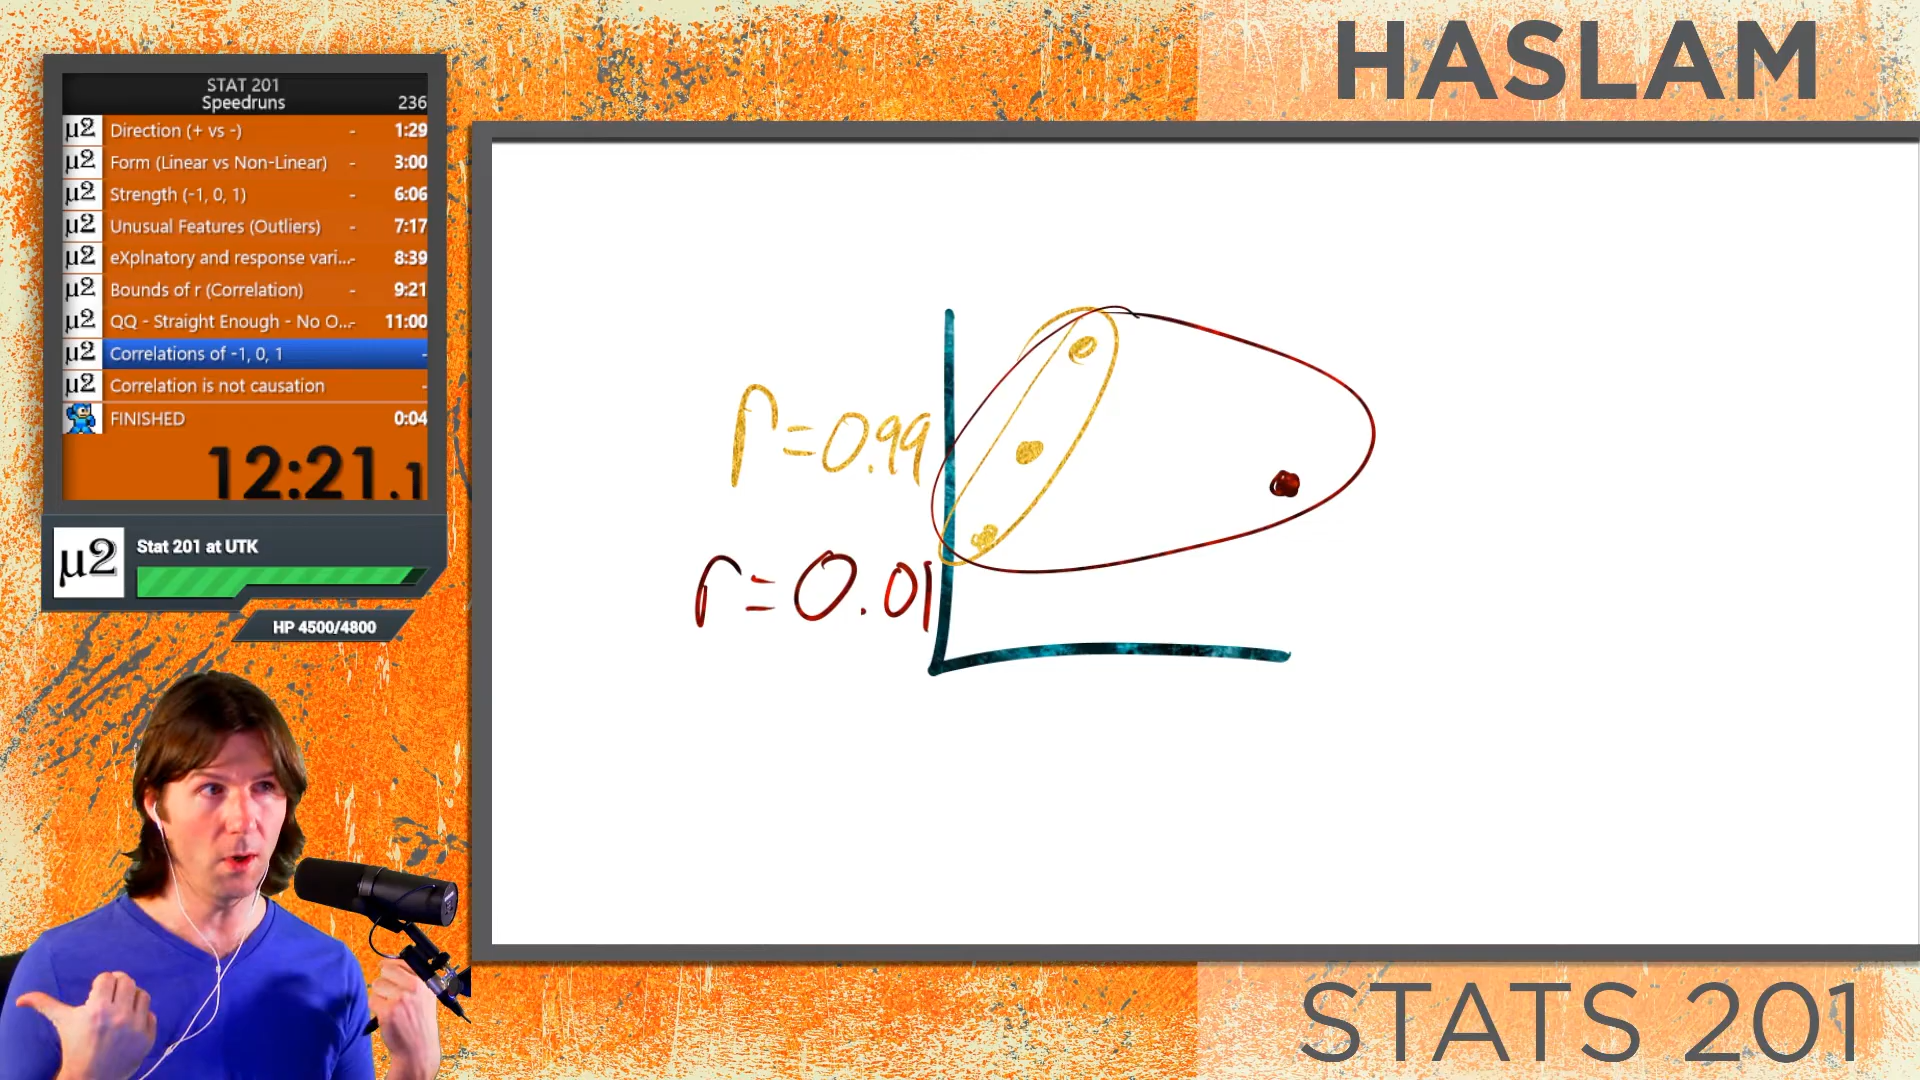 HASLAM
STAT 201
Speedruns 236
μ2 Direction (+ vs -) - 1:29
μ2 Form (Linear vs Non-Linear) - 3:00
μ2 Strength (-1, 0, 1) - 6:06
μ2 Unusual Features (Outliers) - 7:17
μ2 eXplnatory and response vari...- 8:39
μ2 Bounds of r (Correlation) - 9:21
μ2 QQ - Straight Enough - No O...- 11:00
μ2 Correlations of -1, 0, 1 -
μ2 Correlation is not causation -
FINISHED 0:04
12:21.1
μ2 Stat 201 at UTK
HP 4500/4800
r=0.99
r=0.01
STATS 201